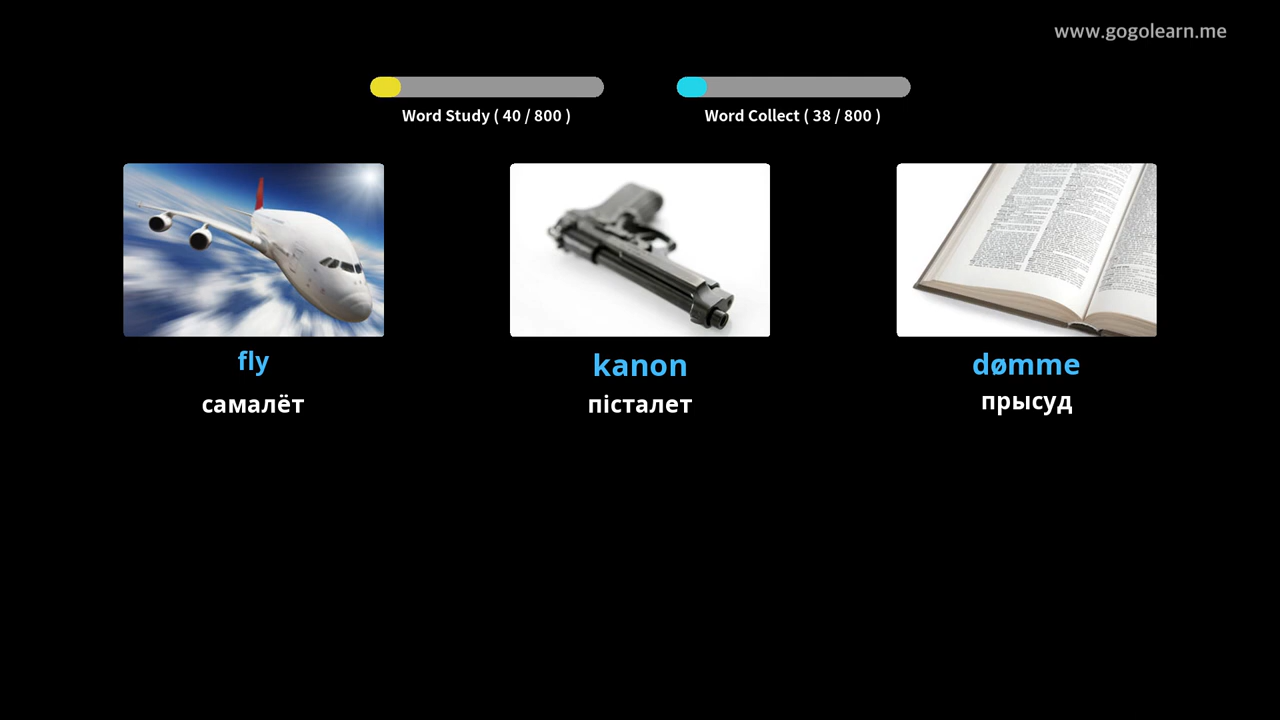 www.gogolearn.me
Word Study ( 40 / 800 )
Word Collect ( 38 / 800 )
fly
kanon
dømme
самалёт
пісталет
прысуд